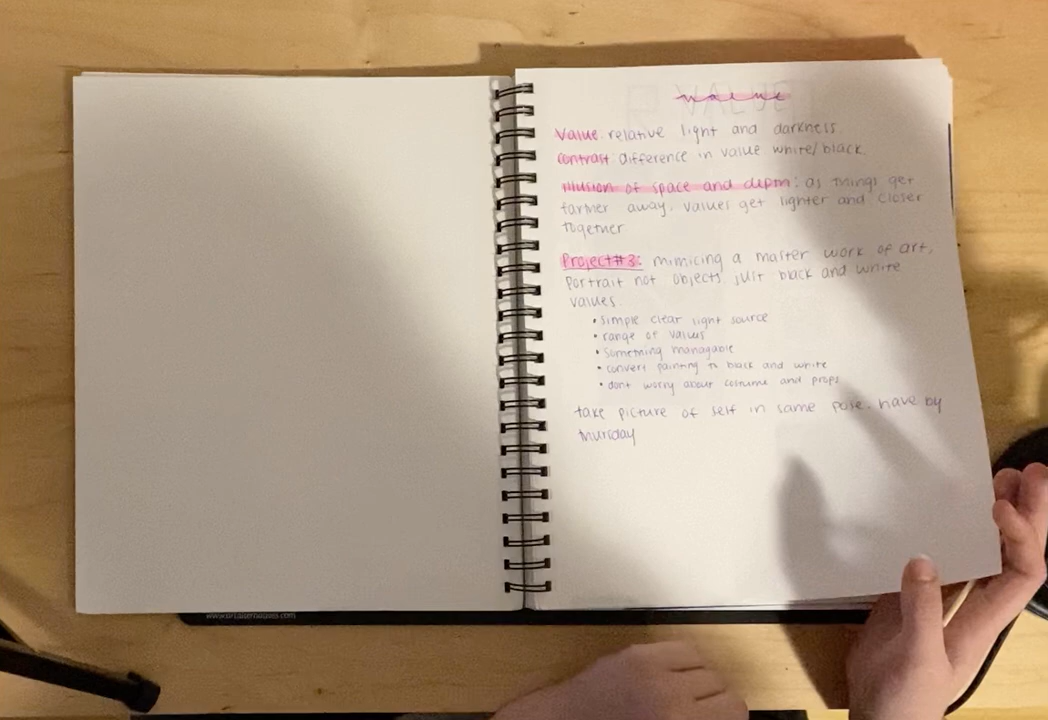 value
Value: relative light and darkness.
contrast: difference in value white/black.
illusion of space and depth: as things get
farther away, values get lighter and closer
together
Project#3: mimicing a master work of art,
portrait not objects. just black and white
values.
• simple clear light source
• range of values
• something managable
• convert painting to black and white
• dont worry about costume and props
take picture of self in same pose. have by
thursday